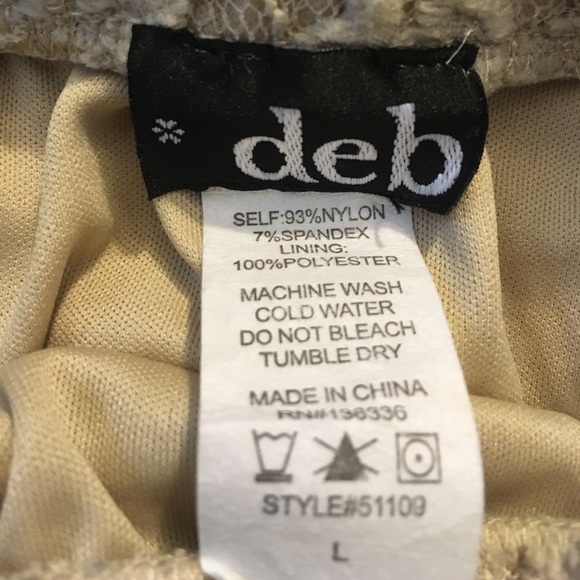 * deb
SELF:93%NYLON
7%SPANDEX
LINING:
100%POLYESTER
MACHINE WASH
COLD WATER
DO NOT BLEACH
TUMBLE DRY
MADE IN CHINA
RN#136336
STYLE#51109
L